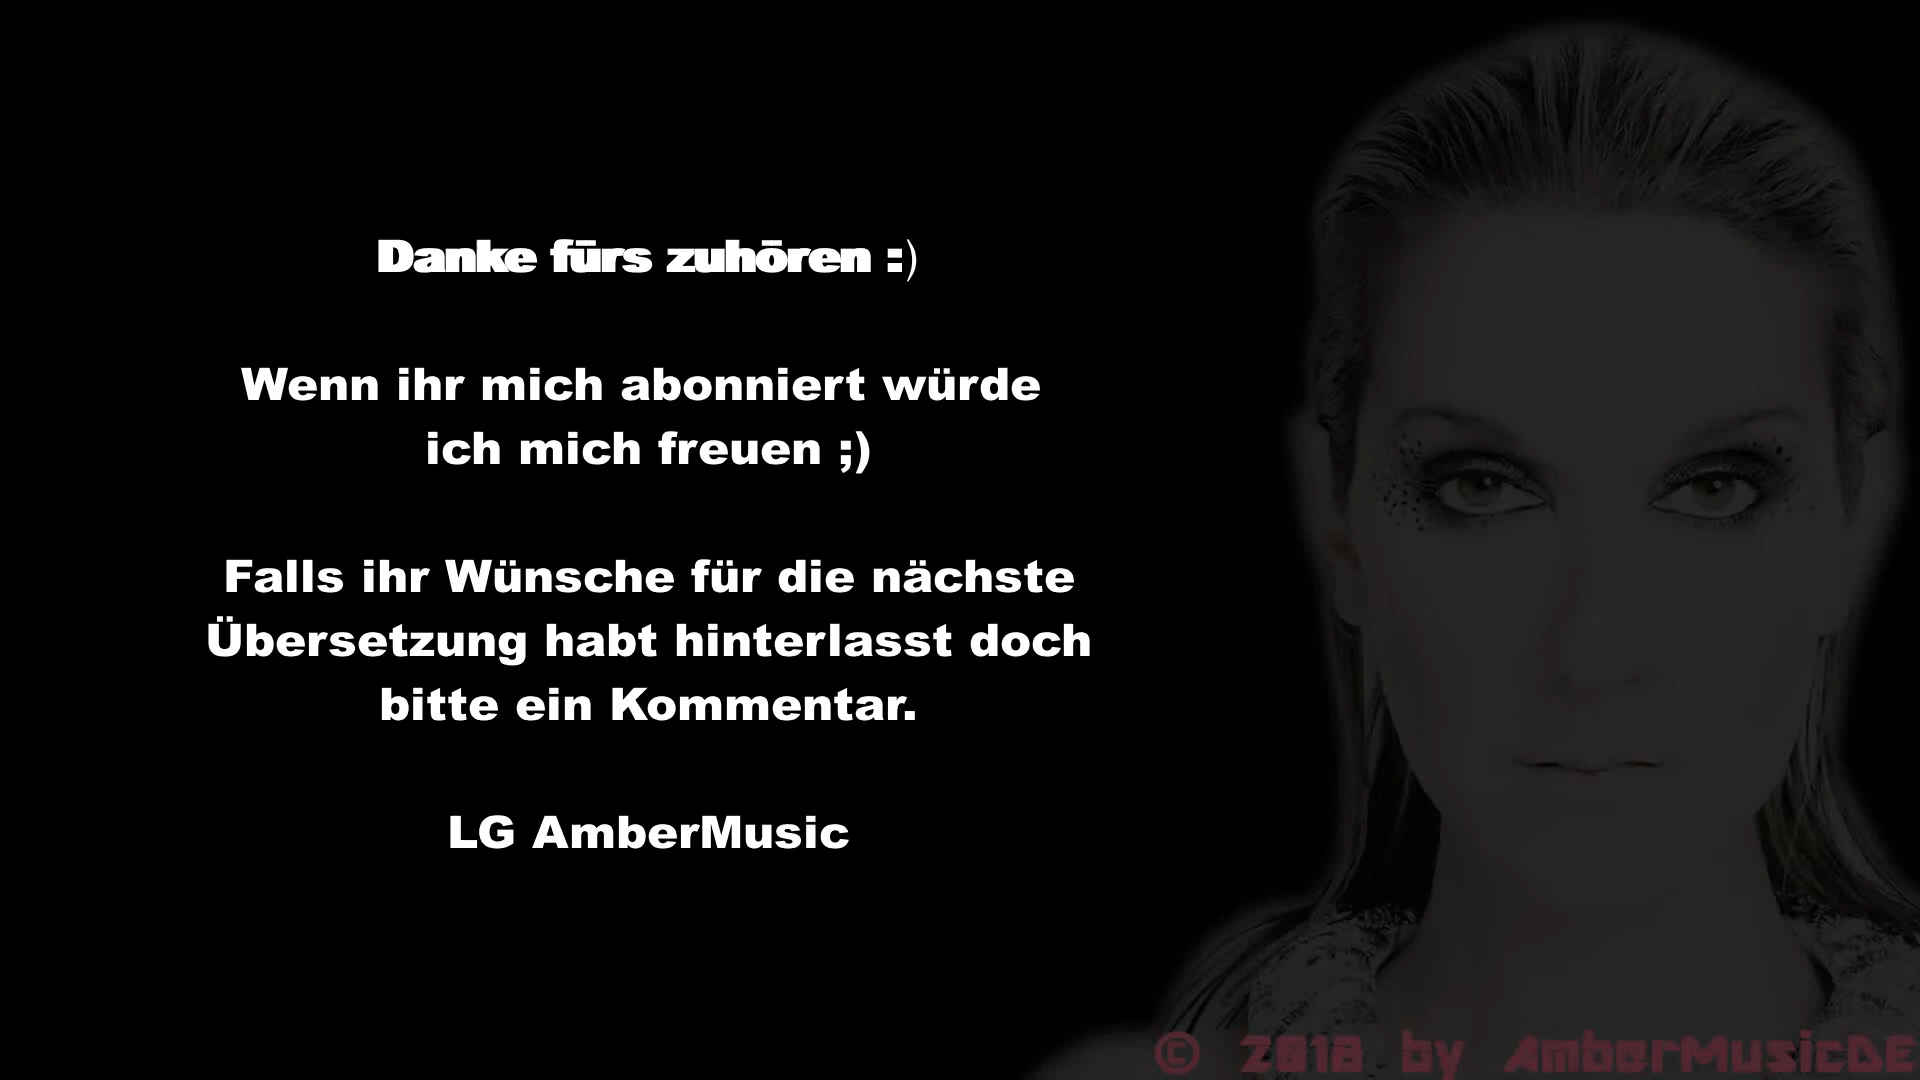 Danke fürs zuhören :)
Wenn ihr mich abonniert würde
ich mich freuen ;)
Falls ihr Wünsche für die nächste
Übersetzung habt hinterlasst doch
bitte ein Kommentar.
LG AmberMusic
© 2018 by AmberMusicDE